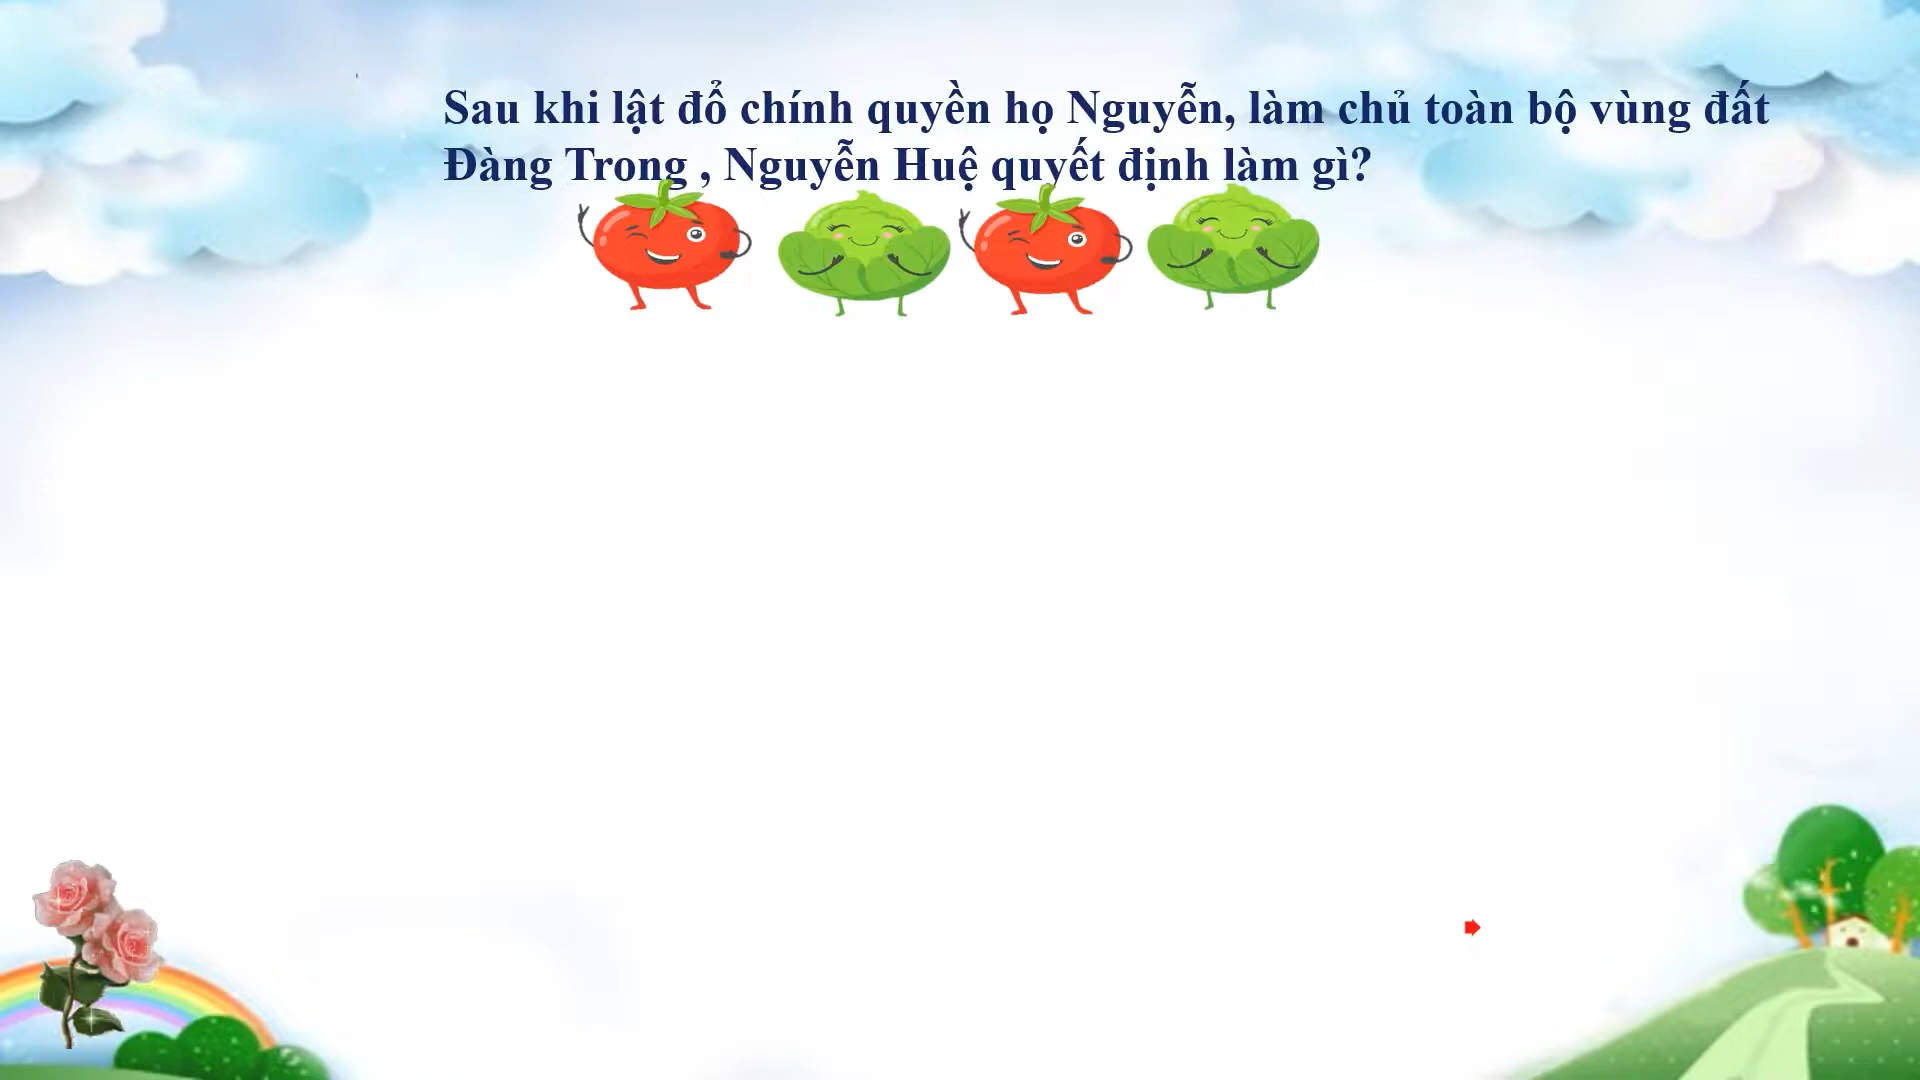 Sau khi lật đổ chính quyền họ Nguyễn, làm chủ toàn bộ vùng đất
Đàng Trong , Nguyễn Huệ quyết định làm gì?